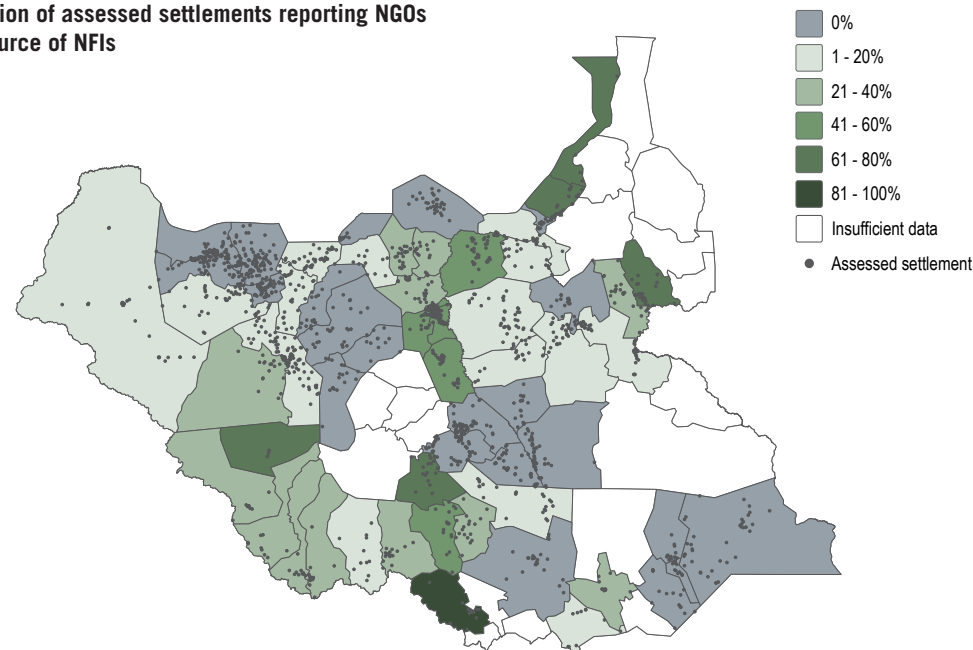 ion of assessed settlements reporting NGOs
urce of NFIs
0%
1 - 20%
21 - 40%
41 - 60%
61 - 80%
81 - 100%
Insufficient data
Assessed settlement